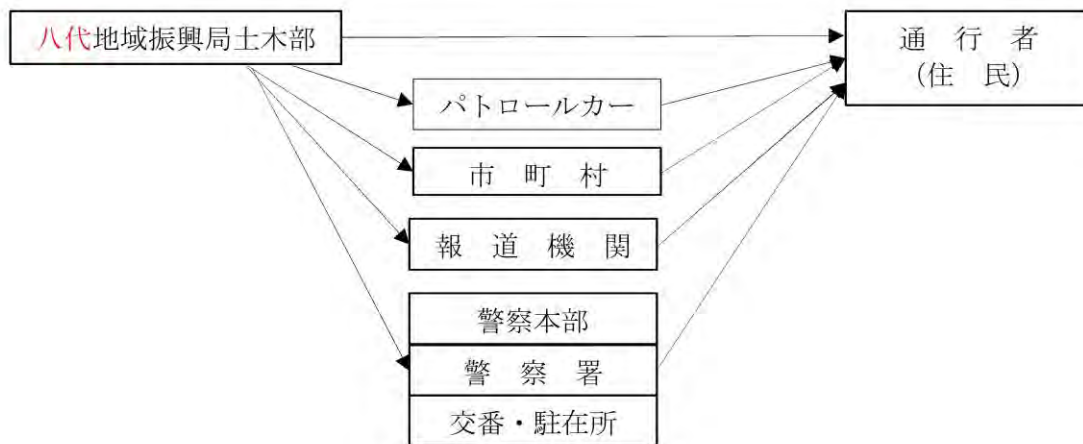 八代地域振興局土木部
通行者
(住民)
パトロールカー
市町村
報道機関
警察本部
警察署
交番・駐在所